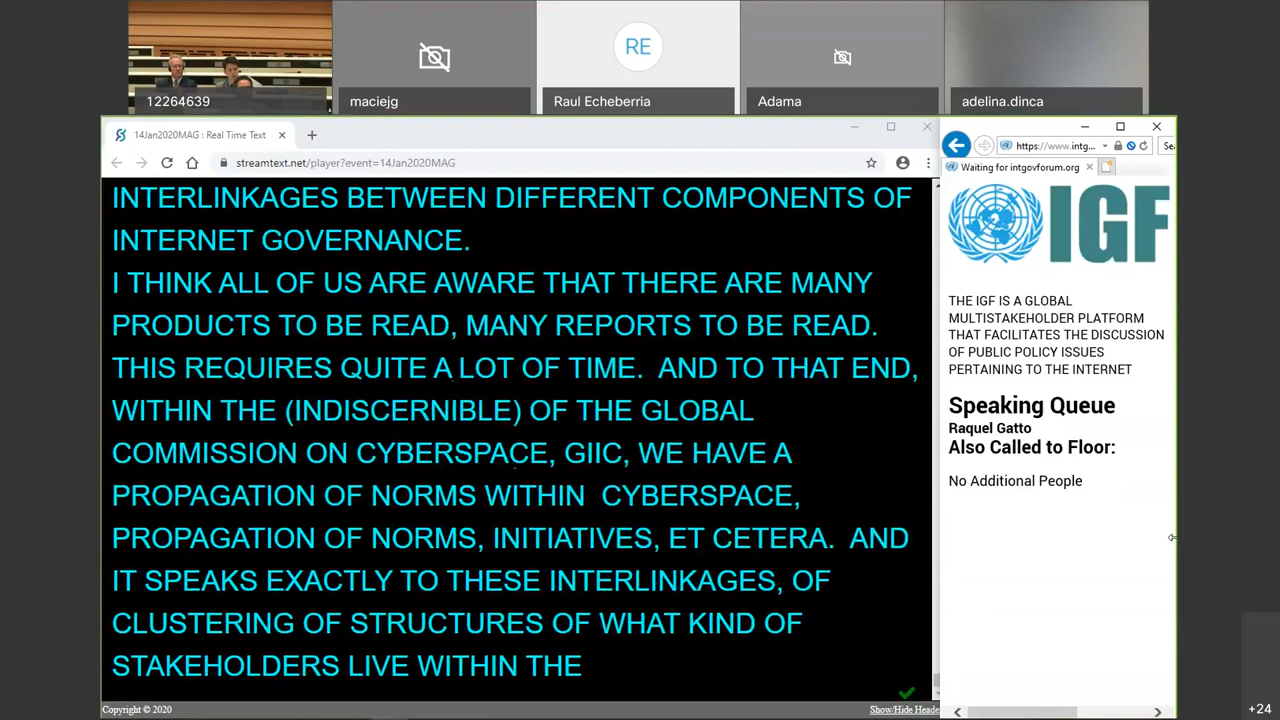 12264639
maciejg
RE
Raul Echeberria
Adama
adelina.dinca
14Jan2020MAG : Real Time Text
streamtext.net/player?event=14Jan2020MAG
INTERLINKAGES BETWEEN DIFFERENT COMPONENTS OF
INTERNET GOVERNANCE.
I THINK ALL OF US ARE AWARE THAT THERE ARE MANY
PRODUCTS TO BE READ, MANY REPORTS TO BE READ.
THIS REQUIRES QUITE A LOT OF TIME.  AND TO THAT END,
WITHIN THE (INDISCERNIBLE) OF THE GLOBAL
COMMISSION ON CYBERSPACE, GIIC, WE HAVE A
PROPAGATION OF NORMS WITHIN  CYBERSPACE,
PROPAGATION OF NORMS, INITIATIVES, ET CETERA.  AND
IT SPEAKS EXACTLY TO THESE INTERLINKAGES, OF
CLUSTERING OF STRUCTURES OF WHAT KIND OF
STAKEHOLDERS LIVE WITHIN THE
Copyright © 2020
Show/Hide Heade
https://www.intg...
Sea
Waiting for intgovforum.org
IGF
THE IGF IS A GLOBAL
MULTISTAKEHOLDER PLATFORM
THAT FACILITATES THE DISCUSSION
OF PUBLIC POLICY ISSUES
PERTAINING TO THE INTERNET
Speaking Queue
Raquel Gatto
Also Called to Floor:
No Additional People
+24